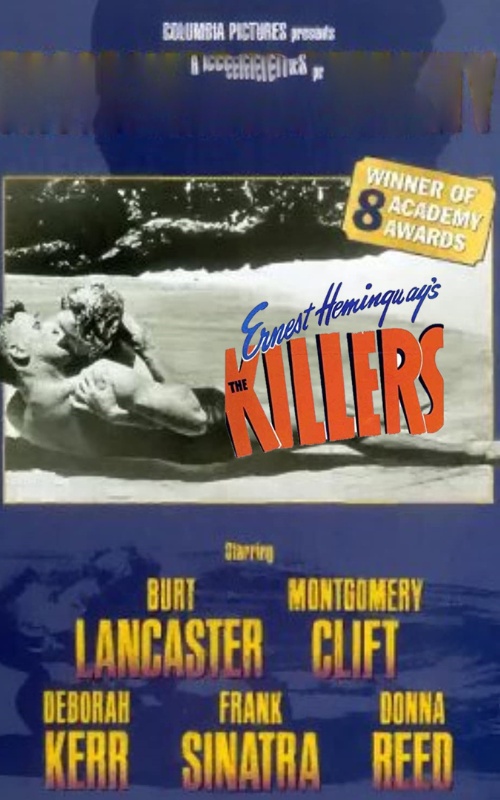 COLUMBIA PICTURES presents
A
WINNER OF
8 ACADEMY
AWARDS
Ernest Hemingway's
THE
KILLERS
Starring
BURT MONTGOMERY
LANCASTER CLIFT
DEBORAH FRANK DONNA
KERR SINATRA REED